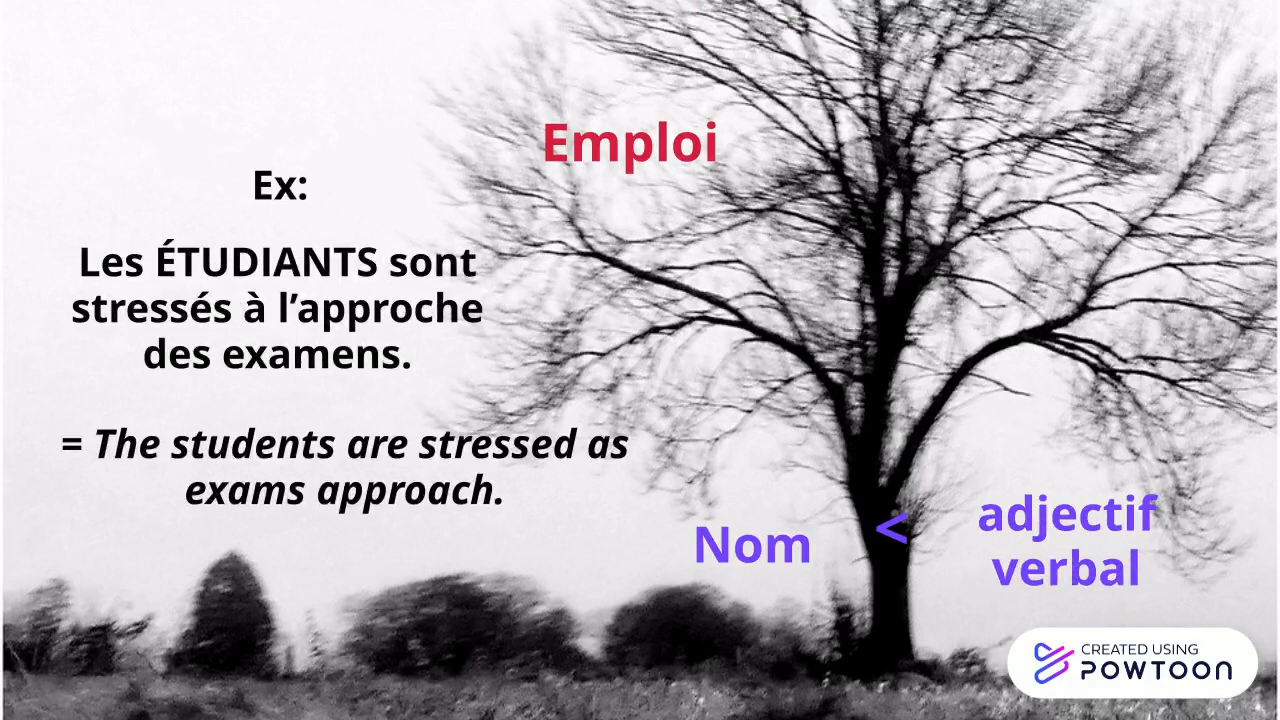 Emploi
Ex:
Les ÉTUDIANTS sont
stressés à l’approche
des examens.
= The students are stressed as
exams approach.
Nom < adjectif
verbal
CREATED USING
POWTOON